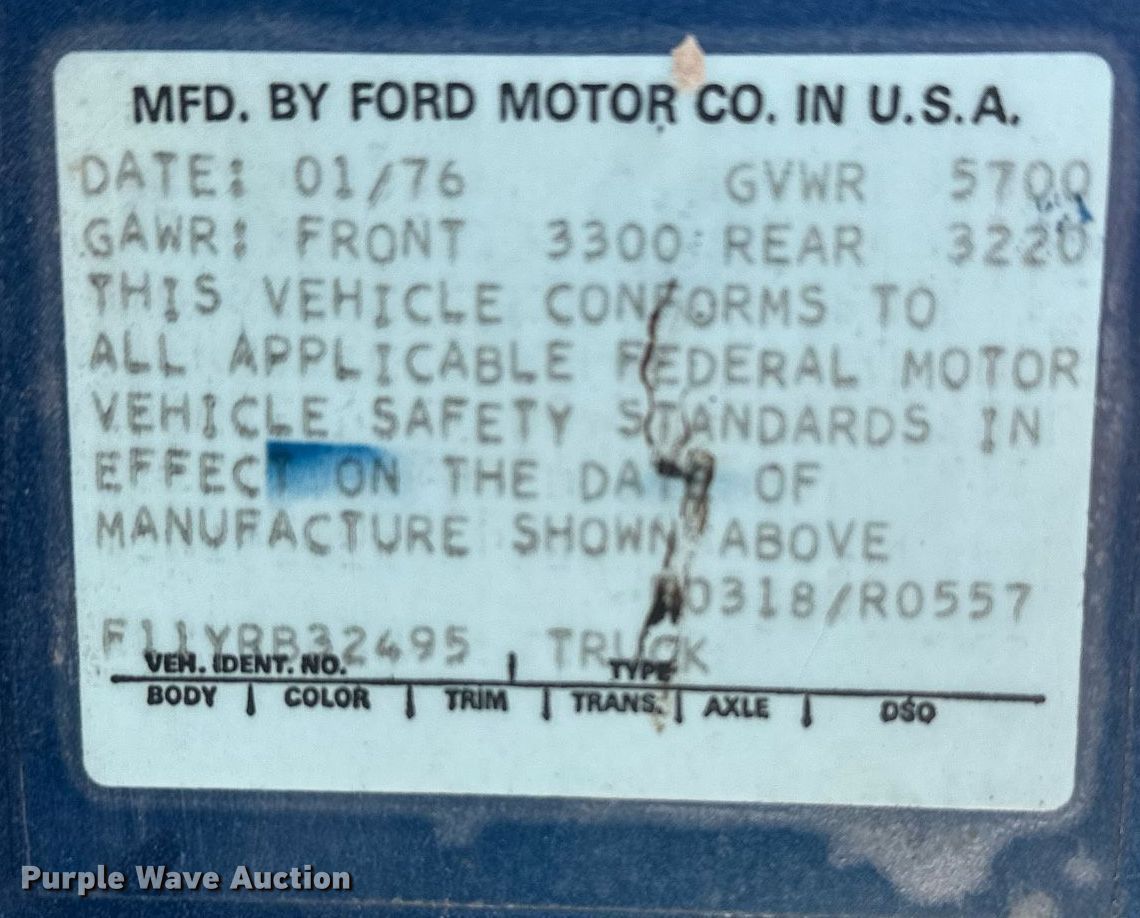 MFD. BY FORD MOTOR CO. IN U.S.A.
DATE: 01/76 GVWR 5700
GAWR: FRONT 3300 REAR 3220
THIS VEHICLE CONFORMS TO
ALL APPLICABLE FEDERAL MOTOR
VEHICLE SAFETY STANDARDS IN
EFFECT ON THE DATE OF
MANUFACTURE SHOWN ABOVE
0318/R0557
F11YRB32495 TRUCK
VEH. IDENT. NO. TYPE
BODY COLOR TRIM TRANS. AXLE DSO
Purple Wave Auction